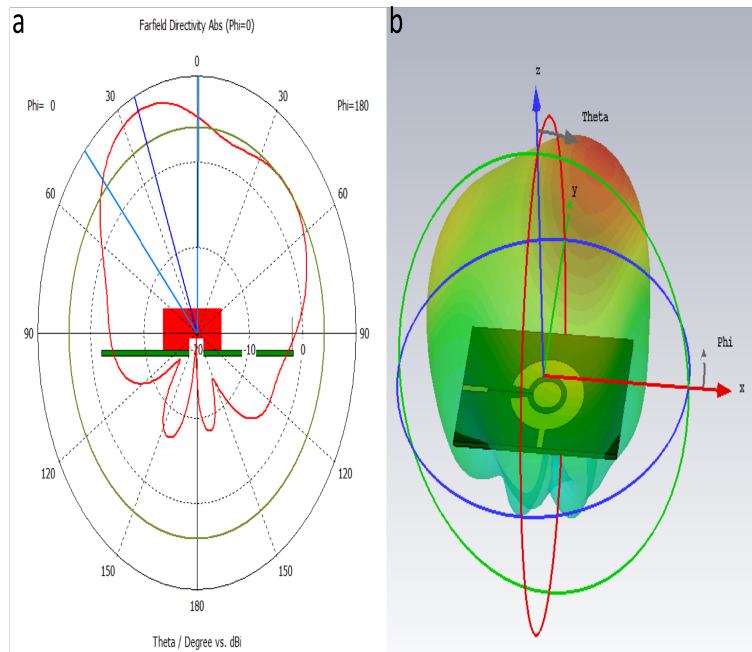 a
Farfield Directivity Abs (Phi=0)
0
30
30
Phi= 0
Phi=180
60
60
90
-20
-10
0
90
120
120
150
150
180
Theta / Degree vs. dBi
b
z
Theta
y
Phi
x